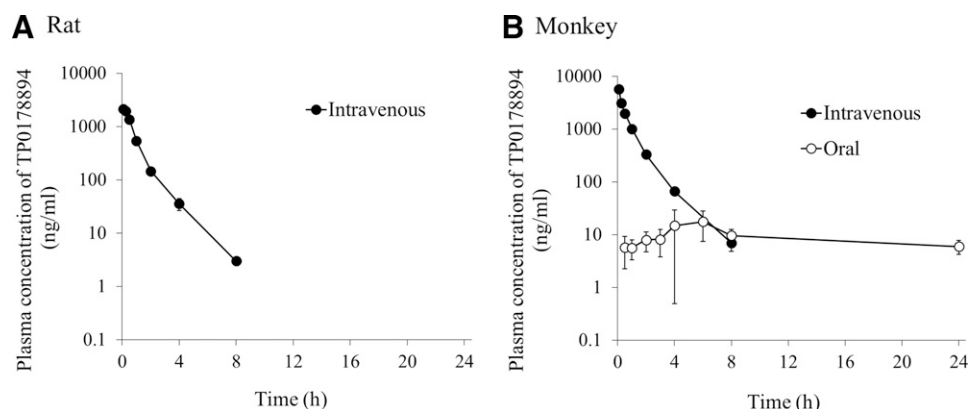 A Rat
Plasma concentration of TP0178894
(ng/ml)
10000
1000
100
10
1
0.1
Intravenous
0 4 8 12 16 20 24
Time (h)
B Monkey
Plasma concentration of TP0178894
(ng/ml)
10000
1000
100
10
1
0.1
Intravenous
Oral
0 4 8 12 16 20 24
Time (h)